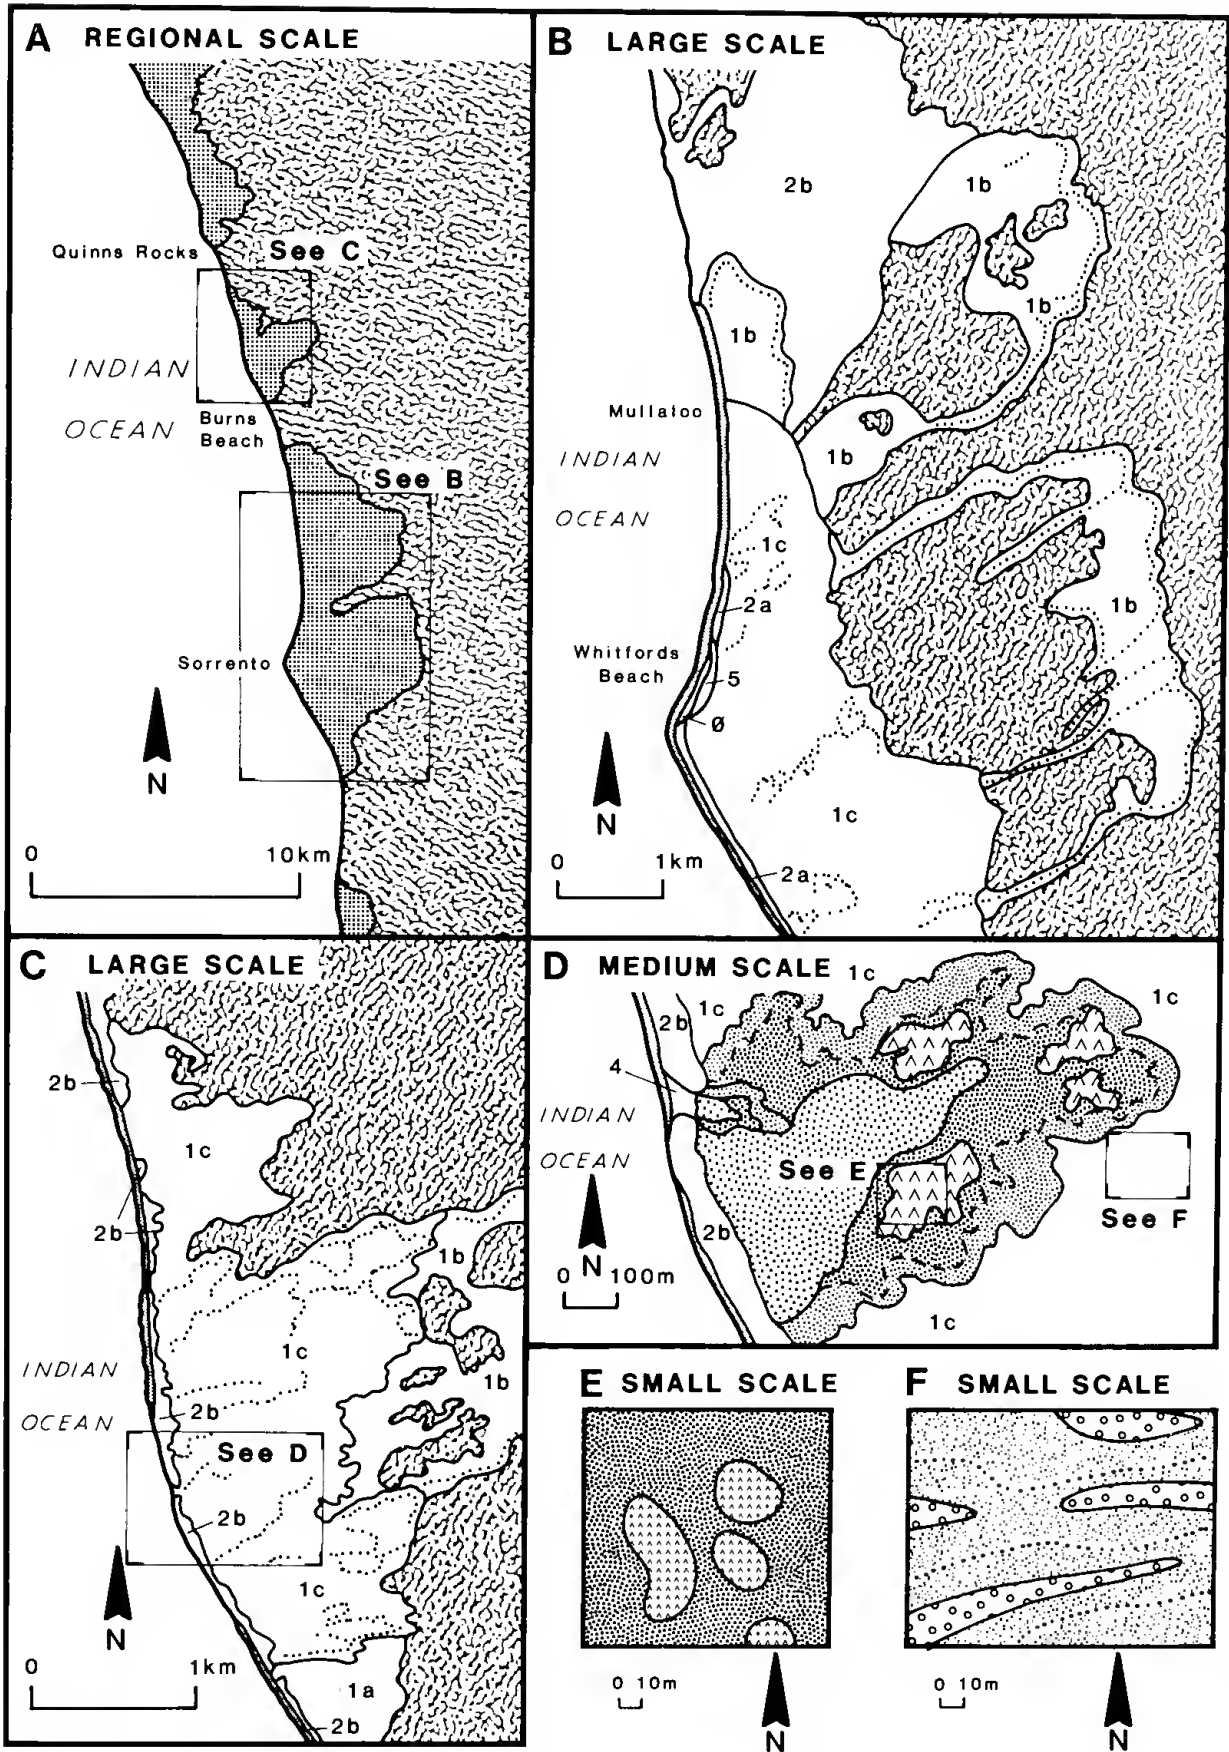 A REGIONAL SCALE
Quinns Rocks
See C
INDIAN
OCEAN
Burns
Beach
See B
Sorrento
N
0 10km
B LARGE SCALE
2b
1b
1b
1b
Mullaloo
1b
INDIAN
OCEAN
1c
2a
1b
Whitfords
Beach
5
Ø
N
1c
0 1km
2a
C LARGE SCALE
2b
1c
2b
1b
1c
INDIAN
1b
OCEAN
2b
See D
2b
1c
N
0 1km
1a
2b
D MEDIUM SCALE
1c
1c
1c
2b
4
INDIAN
OCEAN
See E
See F
2b
N
0 100m
1c
E SMALL SCALE
0 10m
N
F SMALL SCALE
0 10m
N